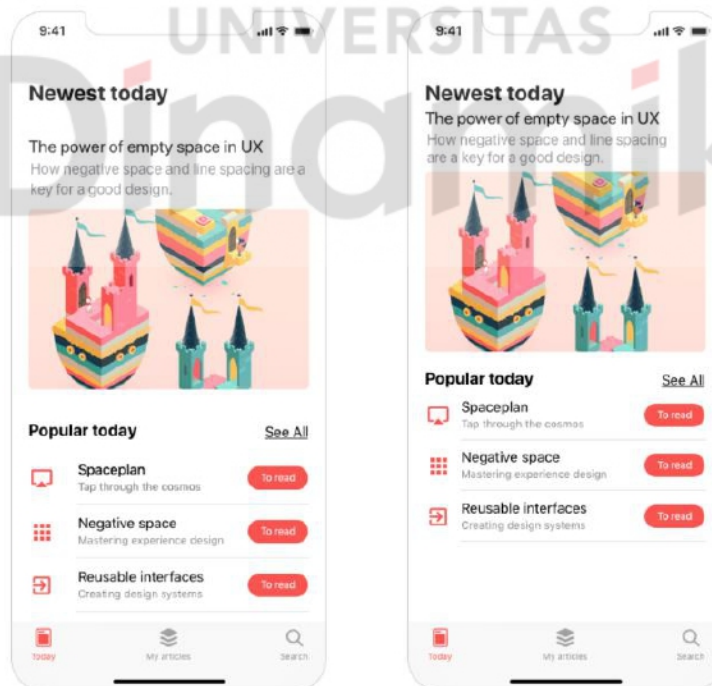 UNIVERSITAS
Dinamik
9:41
Newest today
The power of empty space in UX
How negative space and line spacing are a
key for a good design.
Popular today
See All
Spaceplan
Tap through the cosmos
To read
Negative space
Mastering experience design
To read
Reusable interfaces
Creating design systems
To read
Today
My articles
Search
9:41
Newest today
The power of empty space in UX
How negative space and line spacing
are a key for a good design.
Popular today
See All
Spaceplan
Tap through the cosmos
To read
Negative space
Mastering experience design
To read
Reusable interfaces
Creating design systems
To read
Today
My articles
Search